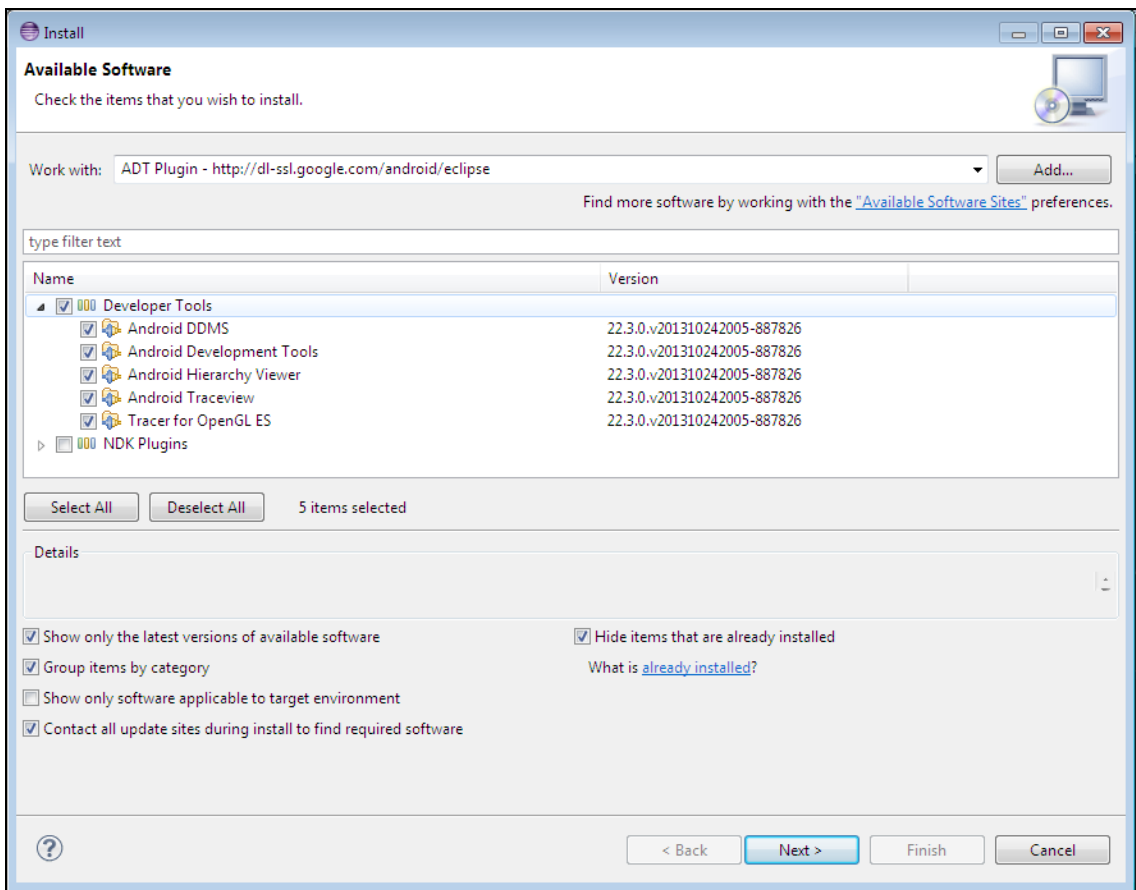 Install
Available Software
Check the items that you wish to install.
Work with: ADT Plugin - http://dl-ssl.google.com/android/eclipse Add...
Find more software by working with the "Available Software Sites" preferences.
type filter text
Name Version
Developer Tools
Android DDMS 22.3.0.v201310242005-887826
Android Development Tools 22.3.0.v201310242005-887826
Android Hierarchy Viewer 22.3.0.v201310242005-887826
Android Traceview 22.3.0.v201310242005-887826
Tracer for OpenGL ES 22.3.0.v201310242005-887826
NDK Plugins
Select All Deselect All 5 items selected
Details
Show only the latest versions of available software Hide items that are already installed
Group items by category What is already installed?
Show only software applicable to target environment
Contact all update sites during install to find required software
? < Back Next > Finish Cancel